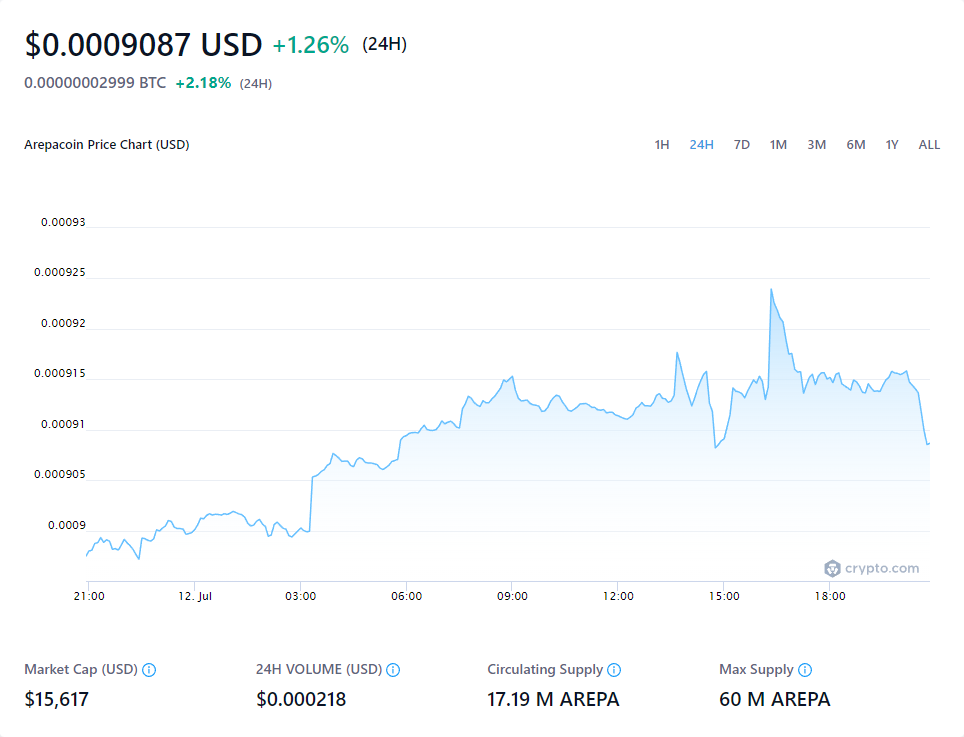 $0.0009087 USD +1.26% (24H)
0.00000002999 BTC +2.18% (24H)
Arepacoin Price Chart (USD) 1H 24H 7D 1M 3M 6M 1Y ALL
0.00093
0.000925
0.00092
0.000915
0.00091
0.000905
0.0009
crypto.com
21:00 12. Jul 03:00 06:00 09:00 12:00 15:00 18:00
Market Cap (USD) 24H VOLUME (USD) Circulating Supply Max Supply
$15,617 $0.000218 17.19 M AREPA 60 M AREPA